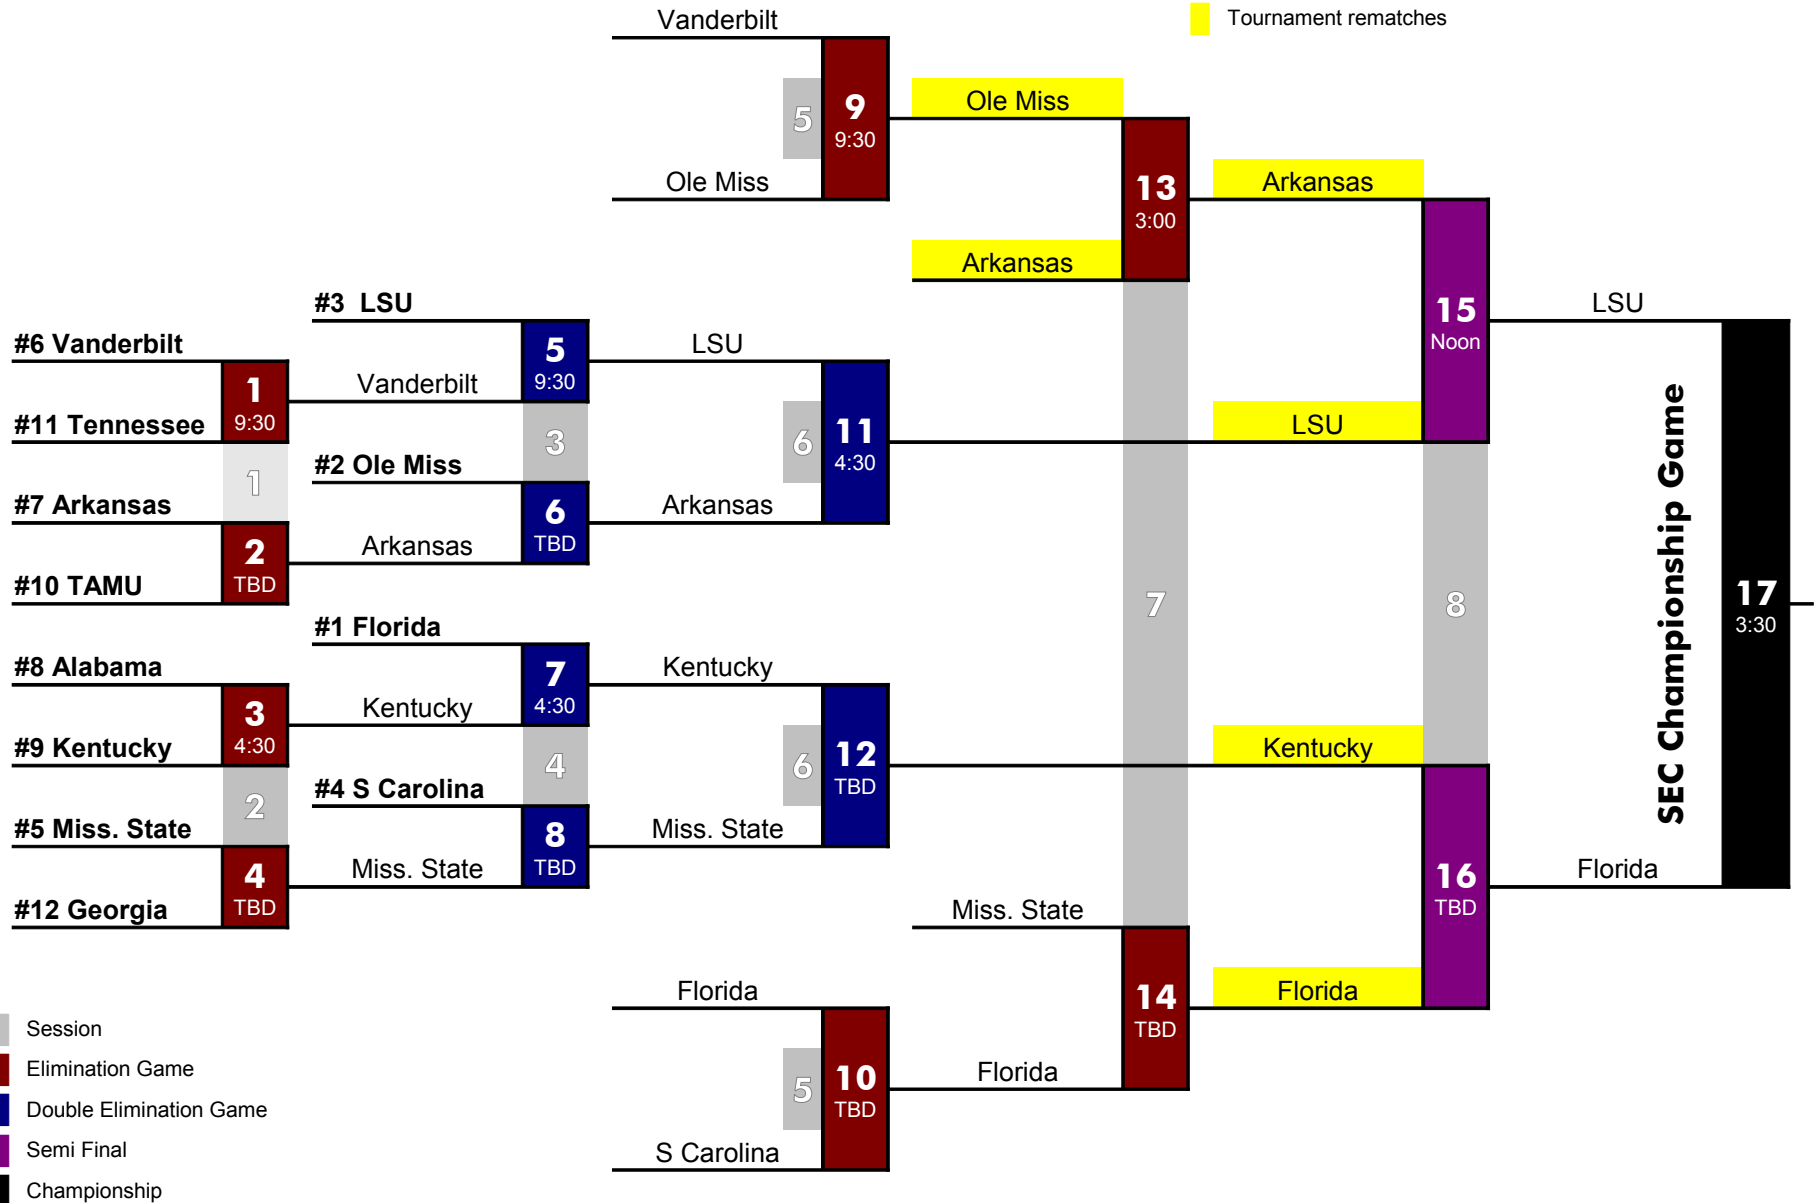 Vanderbilt
Tournament rematches
5
9
9:30
Ole Miss
Ole Miss
13
3:00
Arkansas
Arkansas
#3 LSU
15
Noon
LSU
#6 Vanderbilt
5
9:30
LSU
1
9:30
Vanderbilt
#11 Tennessee
3
6
11
4:30
LSU
#2 Ole Miss
1
#7 Arkansas
6
TBD
Arkansas
2
TBD
Arkansas
#10 TAMU
7
8
SEC Championship Game
17
3:30
#1 Florida
#8 Alabama
7
4:30
Kentucky
3
4:30
Kentucky
#9 Kentucky
4
6
12
TBD
Kentucky
#4 S Carolina
2
#5 Miss. State
8
TBD
Miss. State
4
TBD
Miss. State
16
TBD
Florida
#12 Georgia
Miss. State
Florida
14
TBD
Florida
Session
Elimination Game
5
10
TBD
Florida
Double Elimination Game
Semi Final
S Carolina
Championship